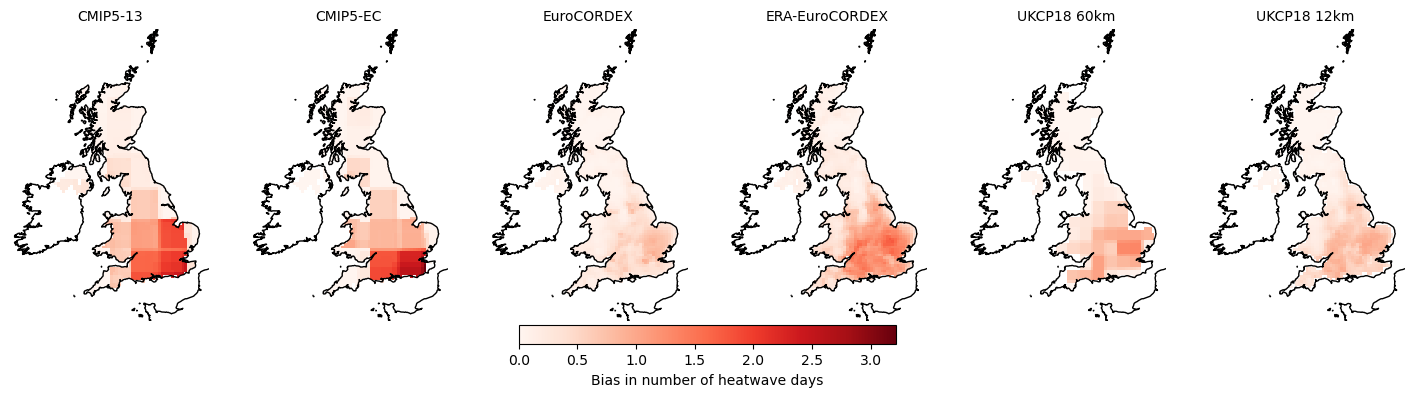 CMIP5-13
CMIP5-EC
EuroCORDEX
ERA-EuroCORDEX
UKCP18 60km
UKCP18 12km
0.0
0.5
1.0
1.5
2.0
2.5
3.0
Bias in number of heatwave days